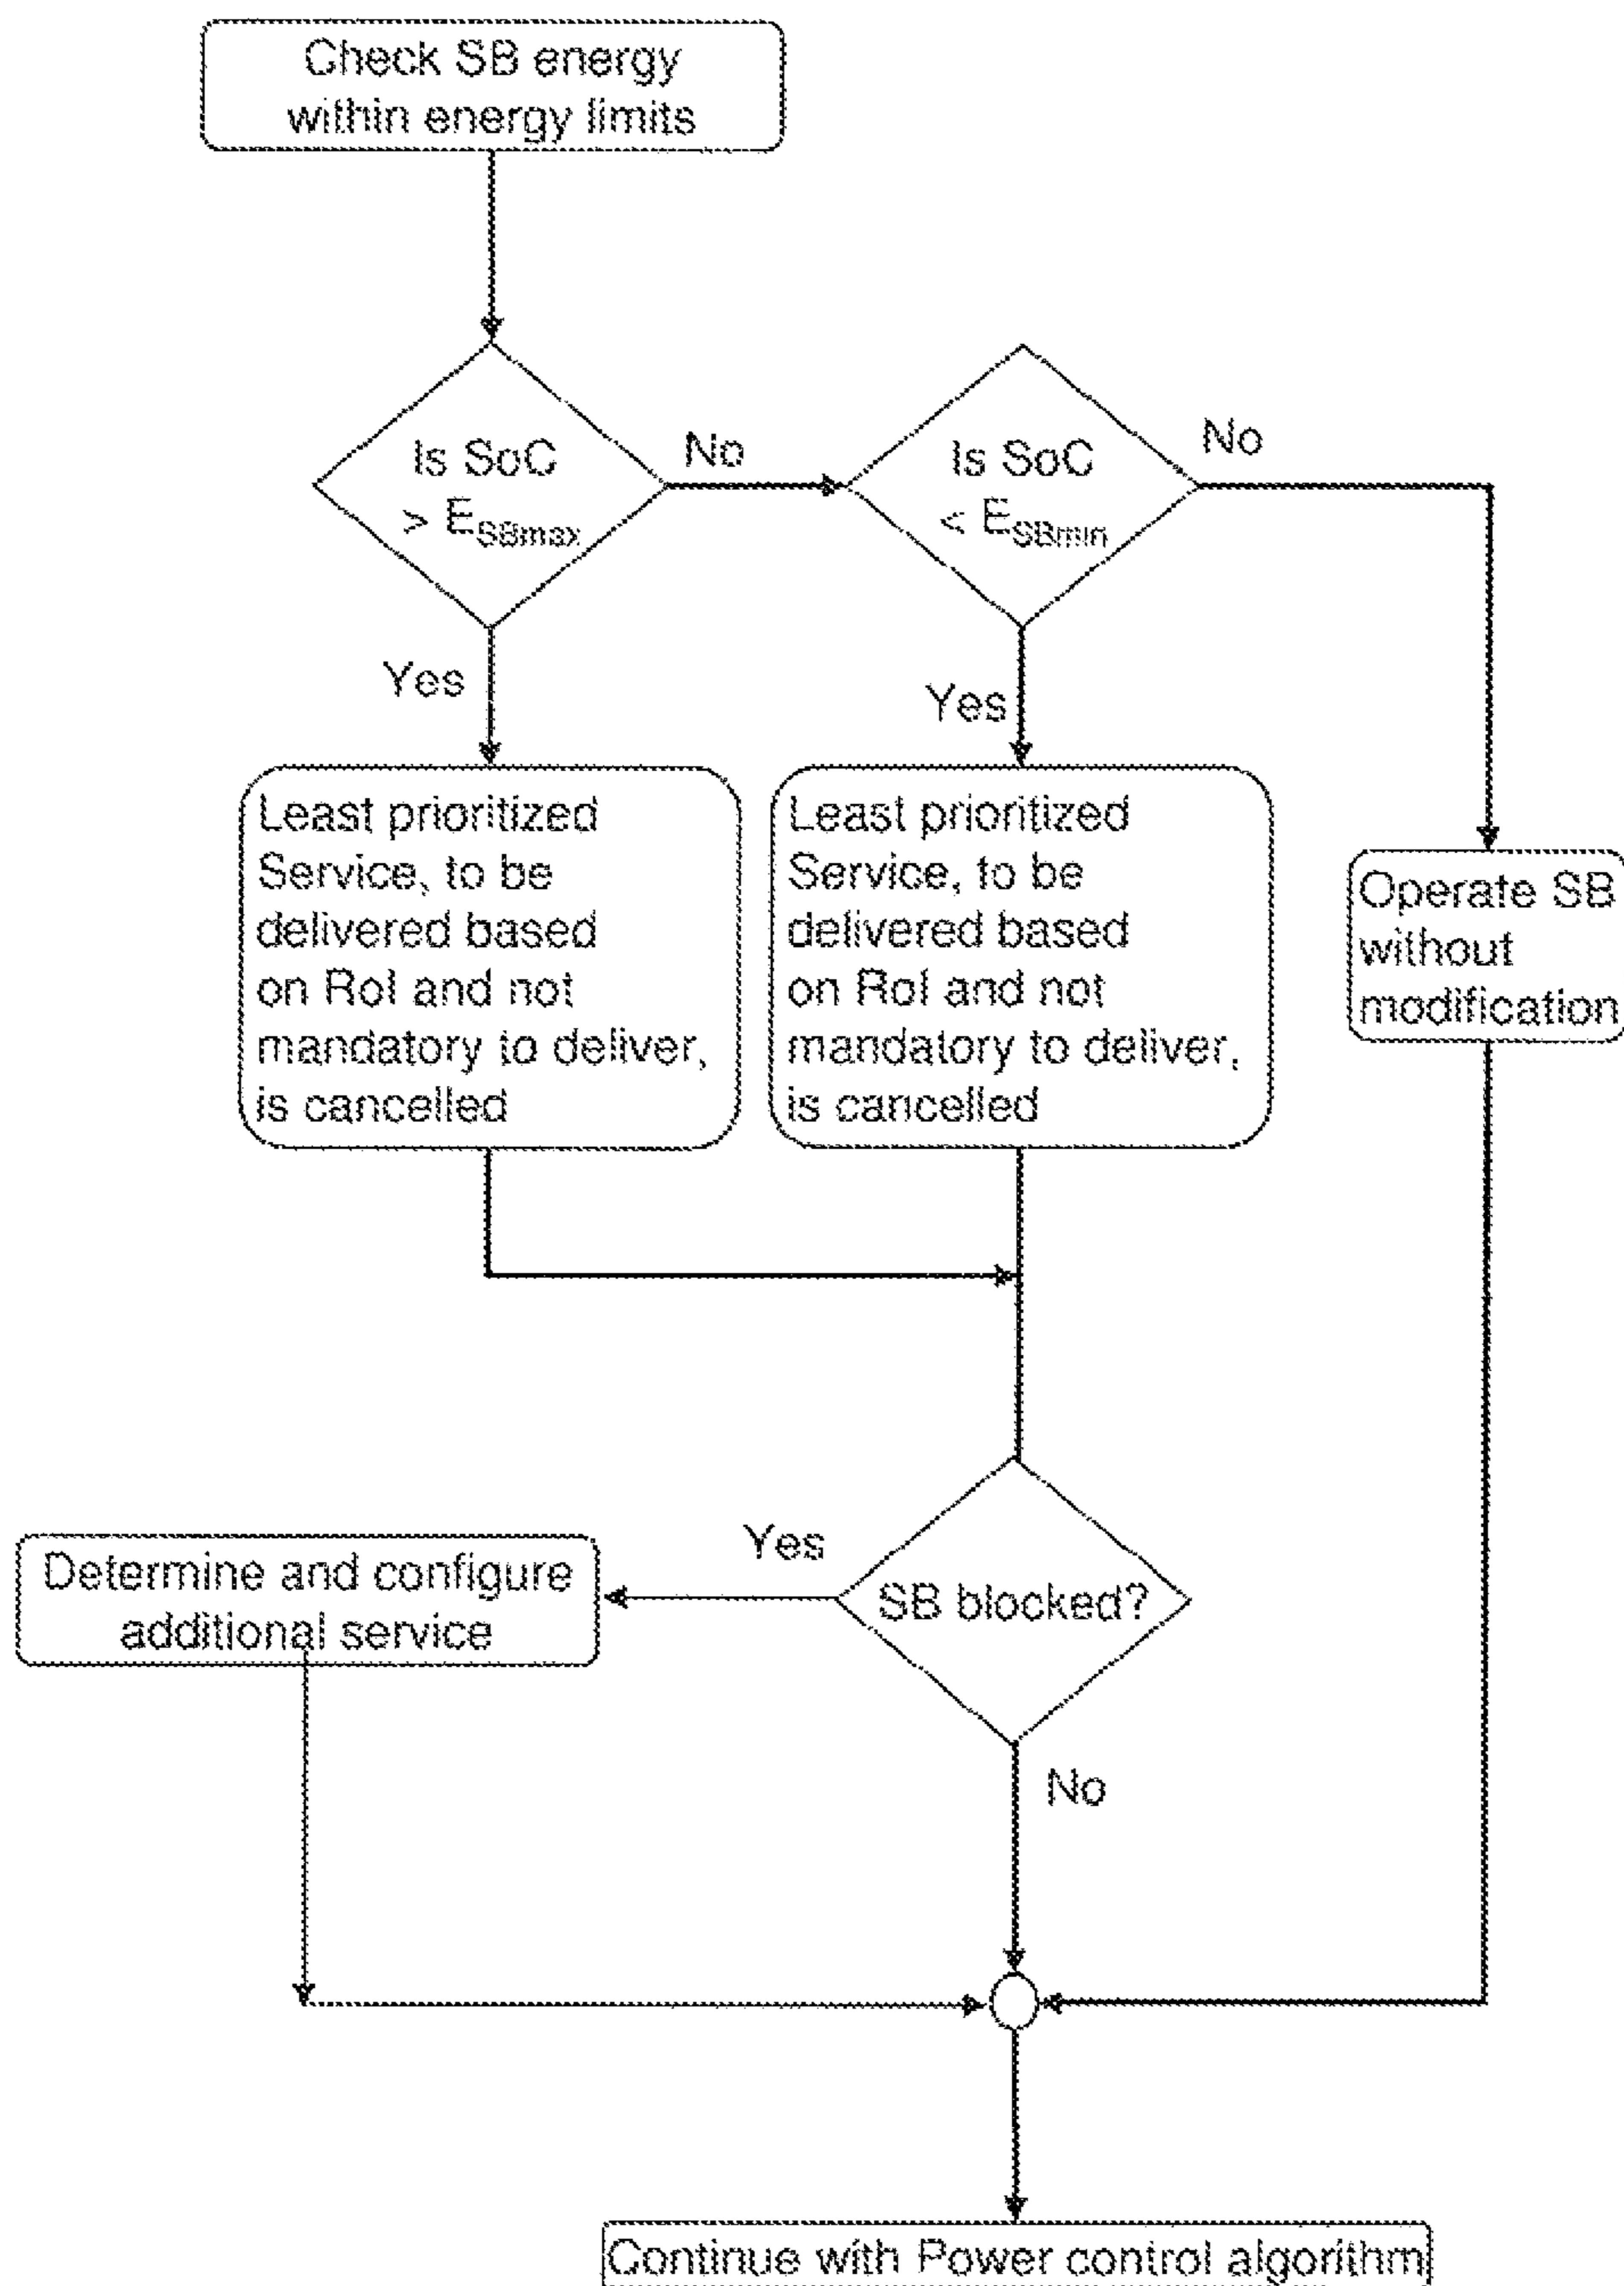 Check SB energy
within energy limits
Is SoC
> E_SBmax
No
Is SoC
< E_SBmin
No
Yes
Yes
Least prioritized
Service, to be
delivered based
on RoI and not
mandatory to deliver,
is cancelled
Least prioritized
Service, to be
delivered based
on RoI and not
mandatory to deliver,
is cancelled
Operate SB
without
modification
Yes
Determine and configure
additional service
SB blocked?
No
Continue with Power control algorithm